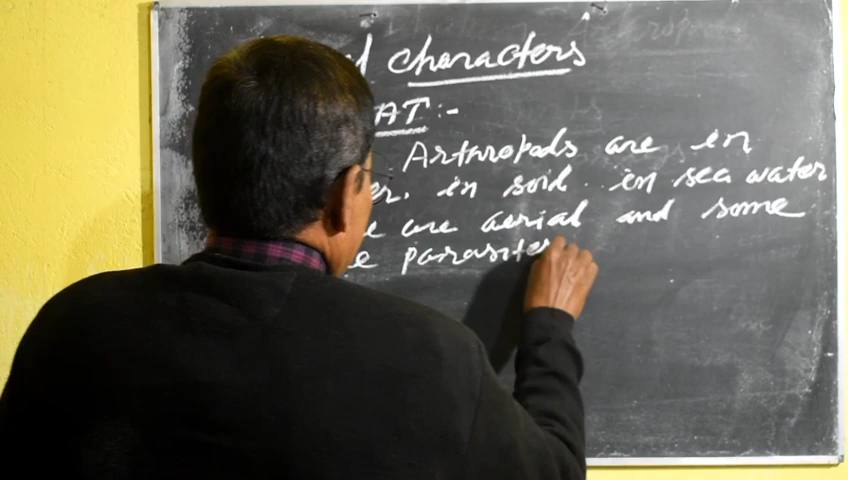 characters
AT:-
Arthropods are in
er. in soil. in sea water
e are aerial and some
e parasites